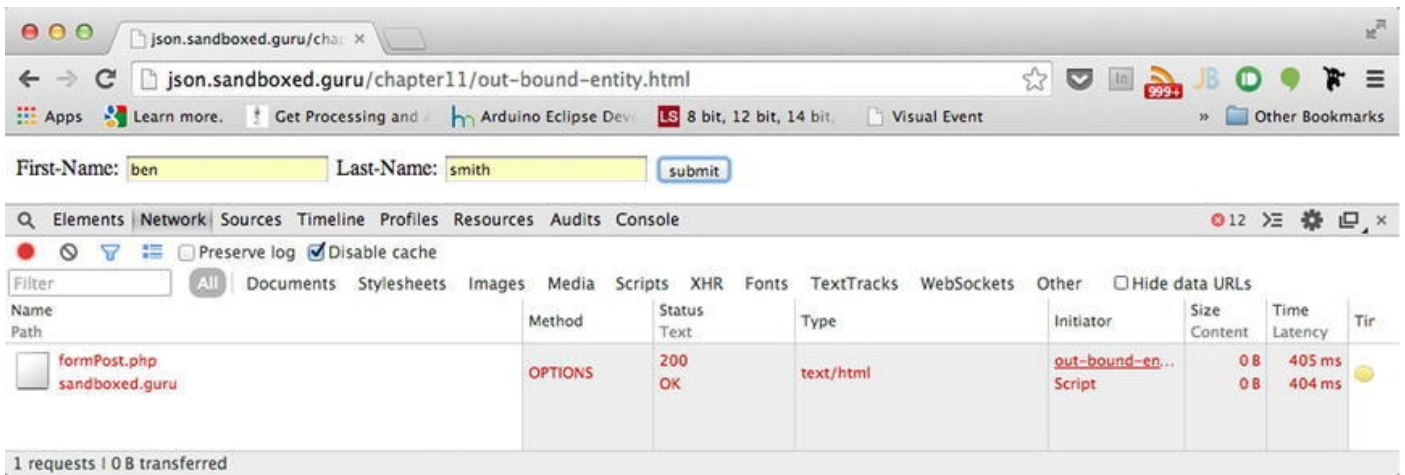 json.sandboxed.guru/cha
json.sandboxed.guru/chapter11/out-bound-entity.html
in
999+
JB
Apps Learn more. Get Processing and Arduino Eclipse Dev LS 8 bit, 12 bit, 14 bit, Visual Event » Other Bookmarks
First-Name: ben Last-Name: smith submit
Elements Network Sources Timeline Profiles Resources Audits Console 12
Preserve log Disable cache
Filter All Documents Stylesheets Images Media Scripts XHR Fonts TextTracks WebSockets Other Hide data URLs
Name Method Status Type Initiator Size Time Tir
Path Text Content Latency
formPost.php OPTIONS 200 text/html out-bound-en... 0 B 405 ms
sandboxed.guru OK Script 0 B 404 ms
1 requests | 0 B transferred